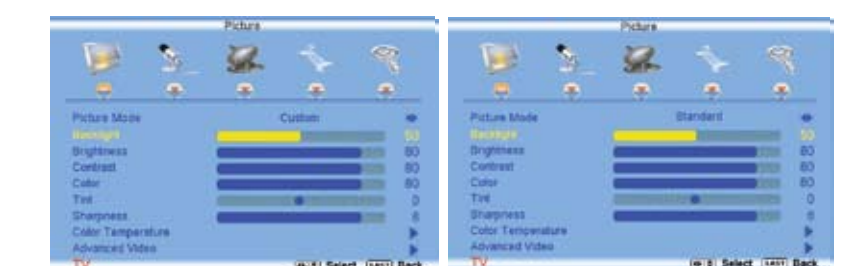 Picture
Picture Mode Custom
Backlight 50
Brightness 80
Contrast 80
Color 80
Tint 0
Sharpness 6
Color Temperature
Advanced Video
TV Select LAST Back
Picture
Picture Mode Standard
Backlight 50
Brightness 80
Contrast 80
Color 80
Tint 0
Sharpness 6
Color Temperature
Advanced Video
TV Select LAST Back